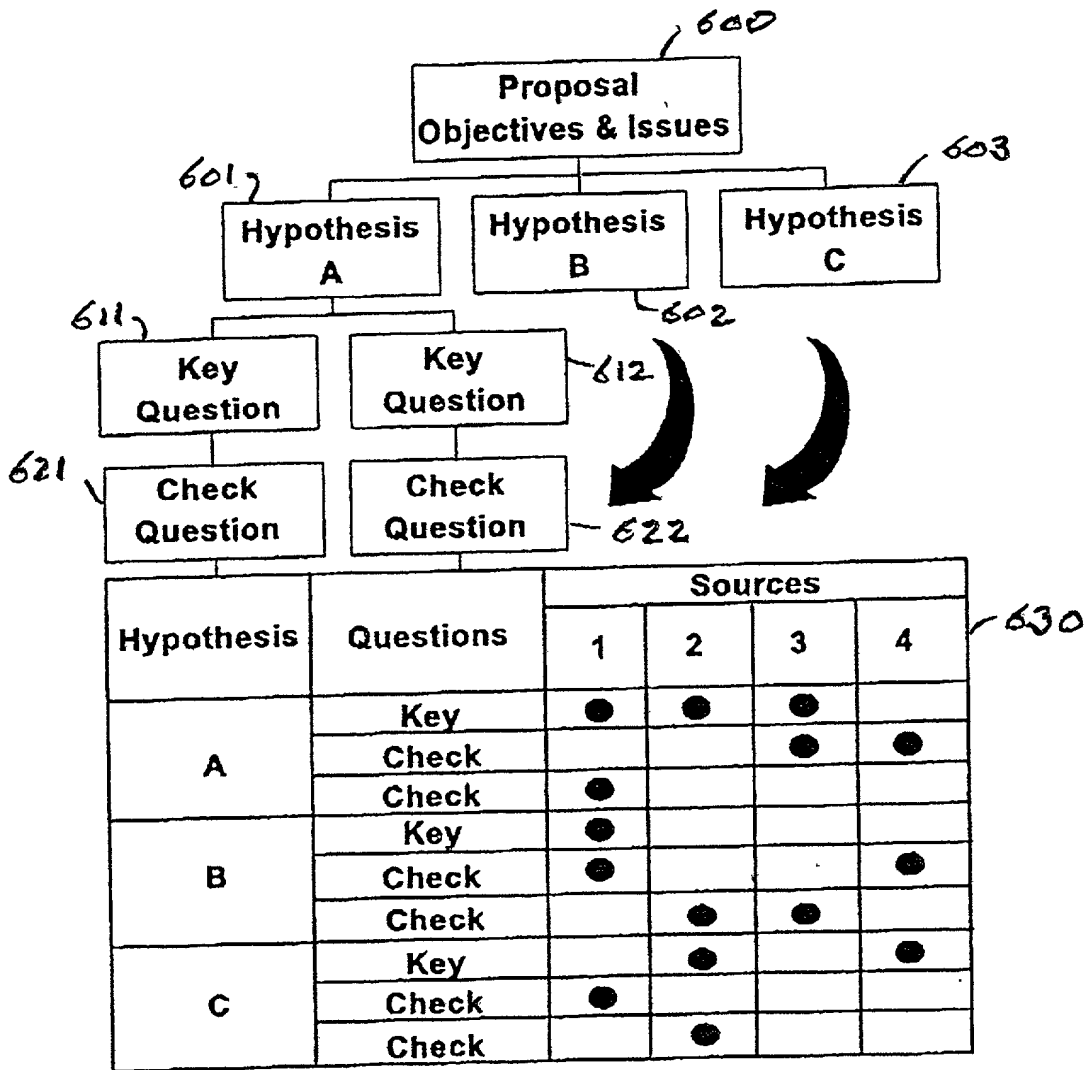 600
Proposal
Objectives & Issues
601
603
Hypothesis
A
Hypothesis
B
Hypothesis
C
602
611
Key
Question
Key
Question
612
621
Check
Question
Check
Question
622
Hypothesis
Questions
Sources
1
2
3
4
630
A
Key
Check
Check
B
Key
Check
Check
C
Key
Check
Check